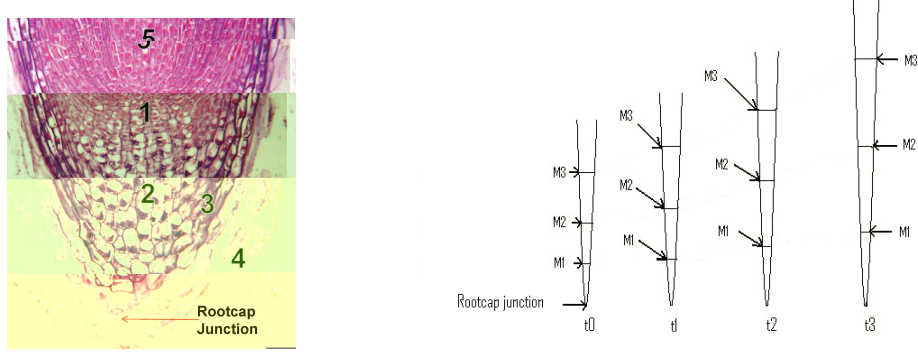 5
1
2
3
4
Rootcap
Junction
M3
M2
M1
Rootcap junction
t0
M3
M2
M1
t1
M3
M2
M1
t2
M3
M2
M1
t3